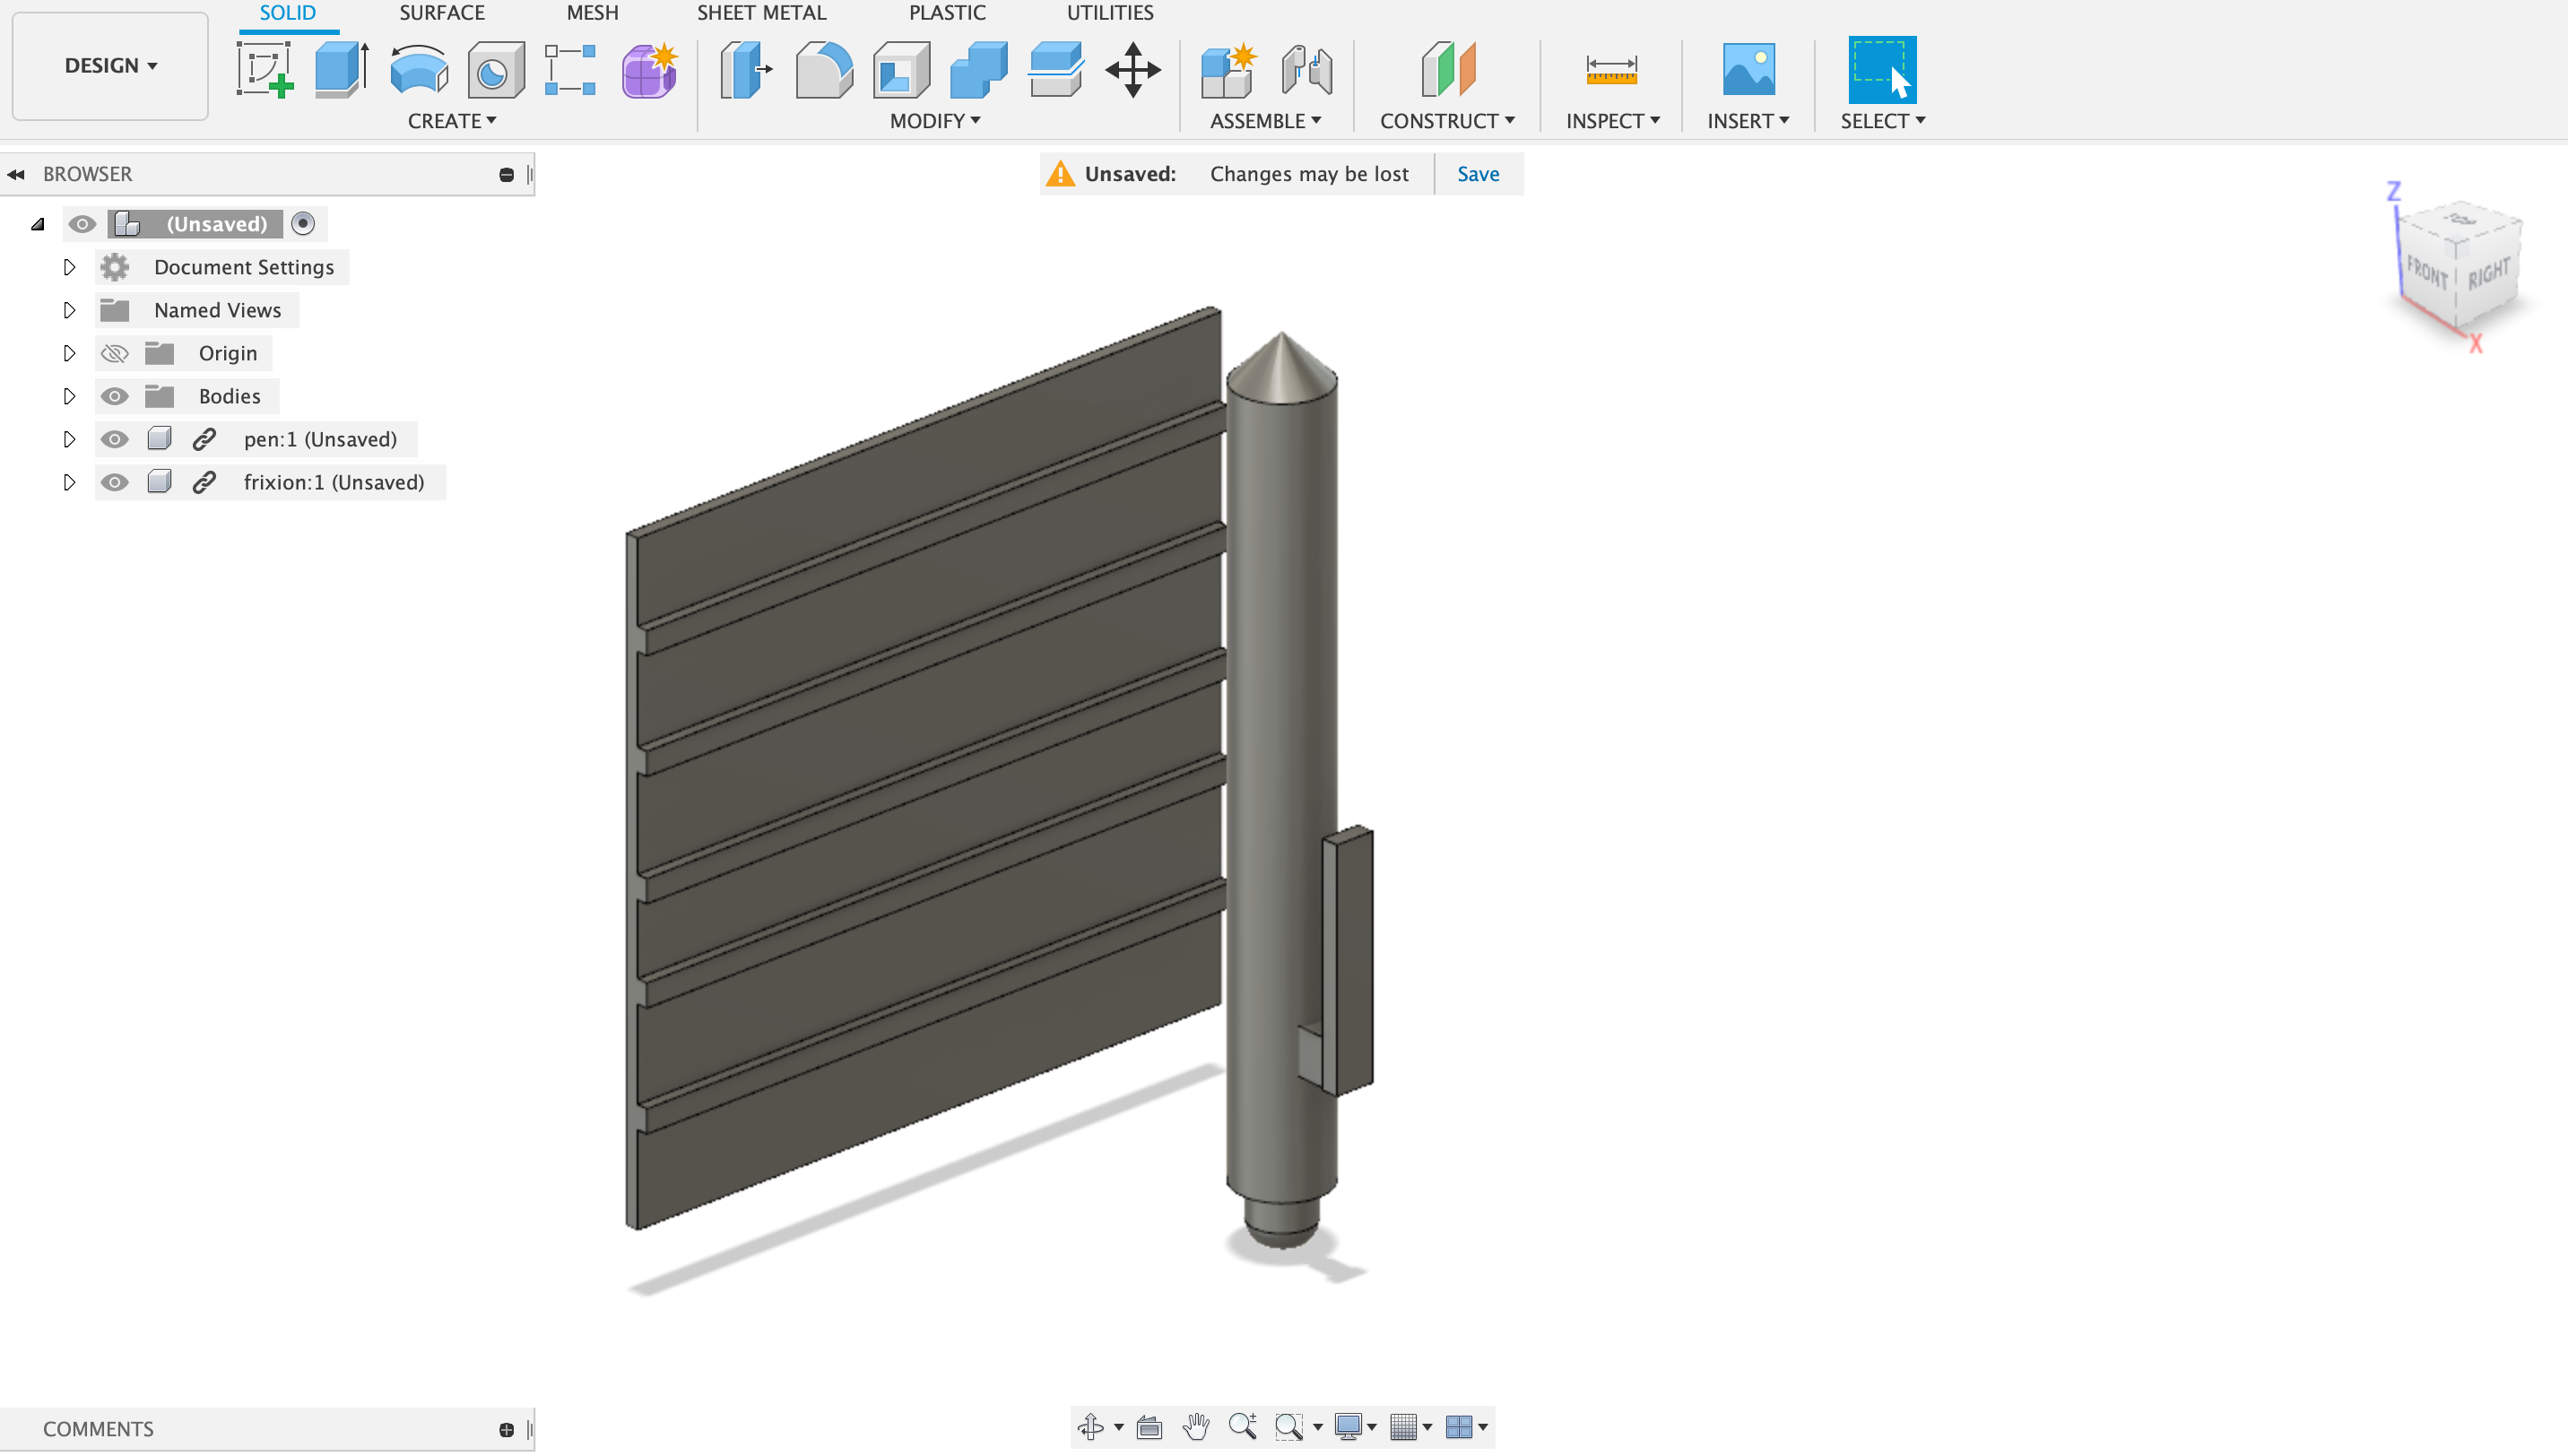 SOLID SURFACE MESH SHEET METAL PLASTIC UTILITIES
DESIGN
CREATE MODIFY ASSEMBLE CONSTRUCT INSPECT INSERT SELECT
BROWSER
Unsaved: Changes may be lost Save
(Unsaved)
Document Settings
Named Views
Origin
Bodies
pen:1 (Unsaved)
frixion:1 (Unsaved)
Z
TOP
FRONT RIGHT
X
COMMENTS